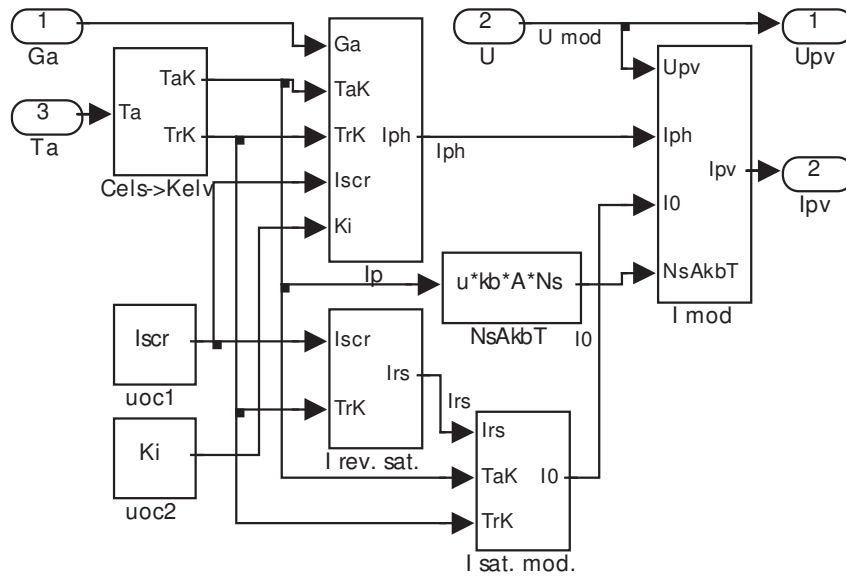 1
Ga
3
Ta
Ta
TaK
TrK
Cels->Kelv
Ga
TaK
TrK
Iscr
Ki
Iph
Ip
Iph
2
U
U mod
1
Upv
Upv
Iph
I0
NsAkbT
Ipv
I mod
2
Ipv
u*kb*A*Ns
NsAkbT
I0
Iscr
uoc1
Ki
uoc2
Iscr
TrK
Irs
I rev. sat.
Irs
Irs
TaK
TrK
I0
I sat. mod.